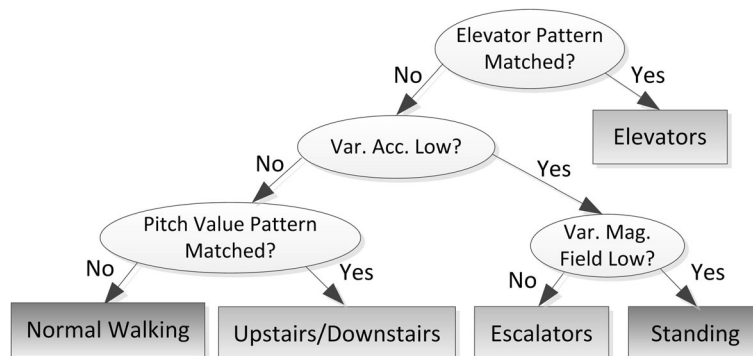 Elevator Pattern
Matched?
No
Yes
Elevators
Var. Acc. Low?
No
Yes
Pitch Value Pattern
Matched?
Var. Mag.
Field Low?
No
Yes
No
Yes
Normal Walking
Upstairs/Downstairs
Escalators
Standing